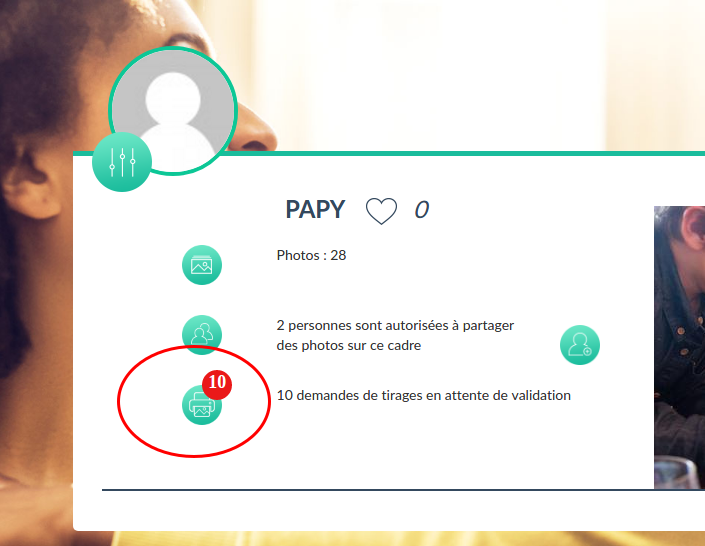 PAPY 0
Photos : 28
2 personnes sont autorisées à partager
des photos sur ce cadre
10
10 demandes de tirages en attente de validation